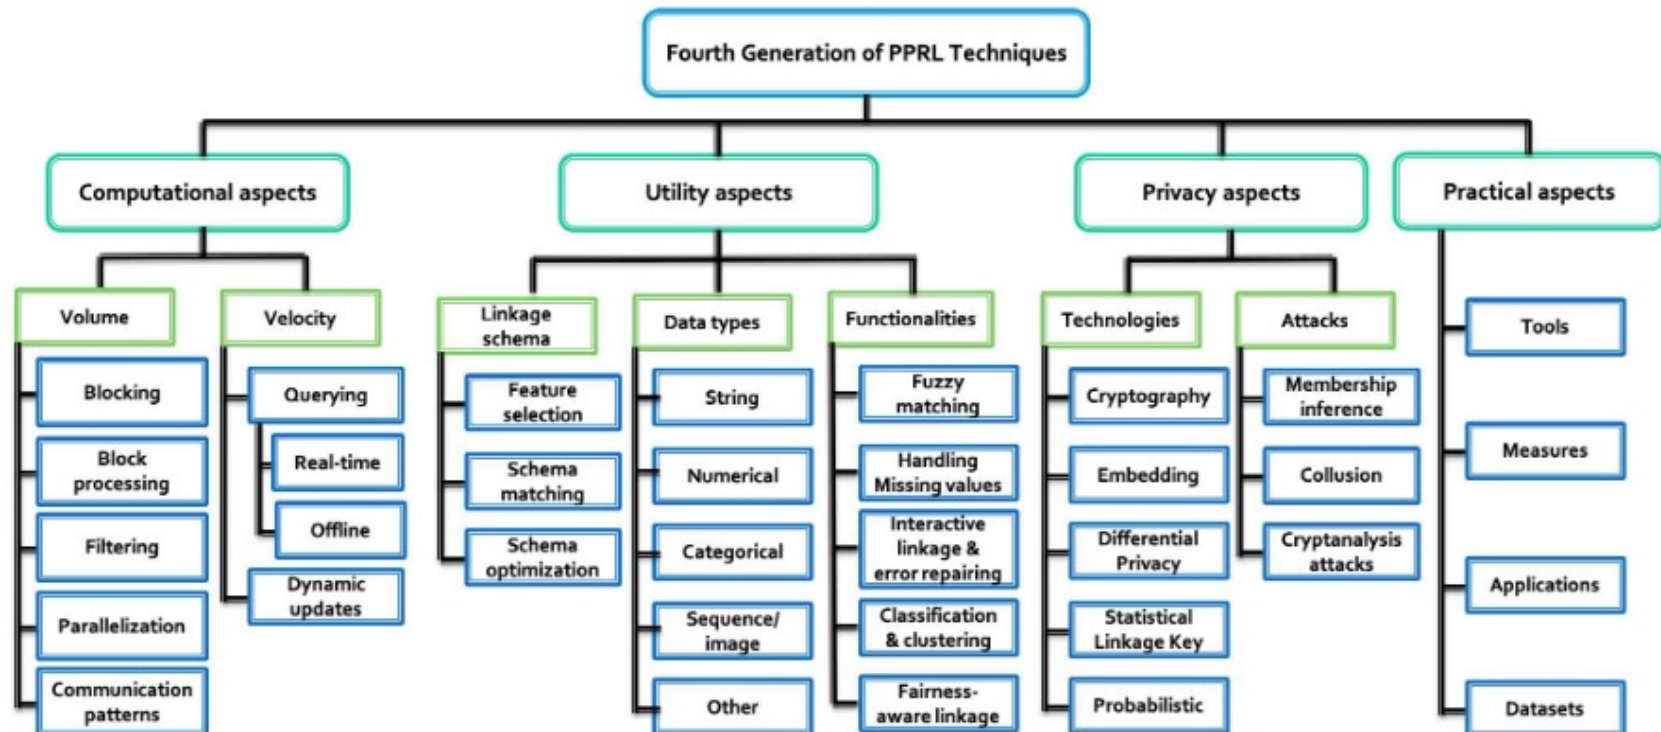 Fourth Generation of PPRL Techniques
Computational aspects
Utility aspects
Privacy aspects
Practical aspects
Volume
Velocity
Linkage
schema
Data types
Functionalities
Technologies
Attacks
Blocking
Block
processing
Filtering
Parallelization
Communication
patterns
Querying
Real-time
Offline
Dynamic
updates
Feature
selection
Schema
matching
Schema
optimization
String
Numerical
Categorical
Sequence/
image
Other
Fuzzy
matching
Handling
Missing values
Interactive
linkage &
error repairing
Classification
& clustering
Fairness-
aware linkage
Cryptography
Embedding
Differential
Privacy
Statistical
Linkage Key
Probabilistic
Membership
inference
Collusion
Cryptanalysis
attacks
Tools
Measures
Applications
Datasets